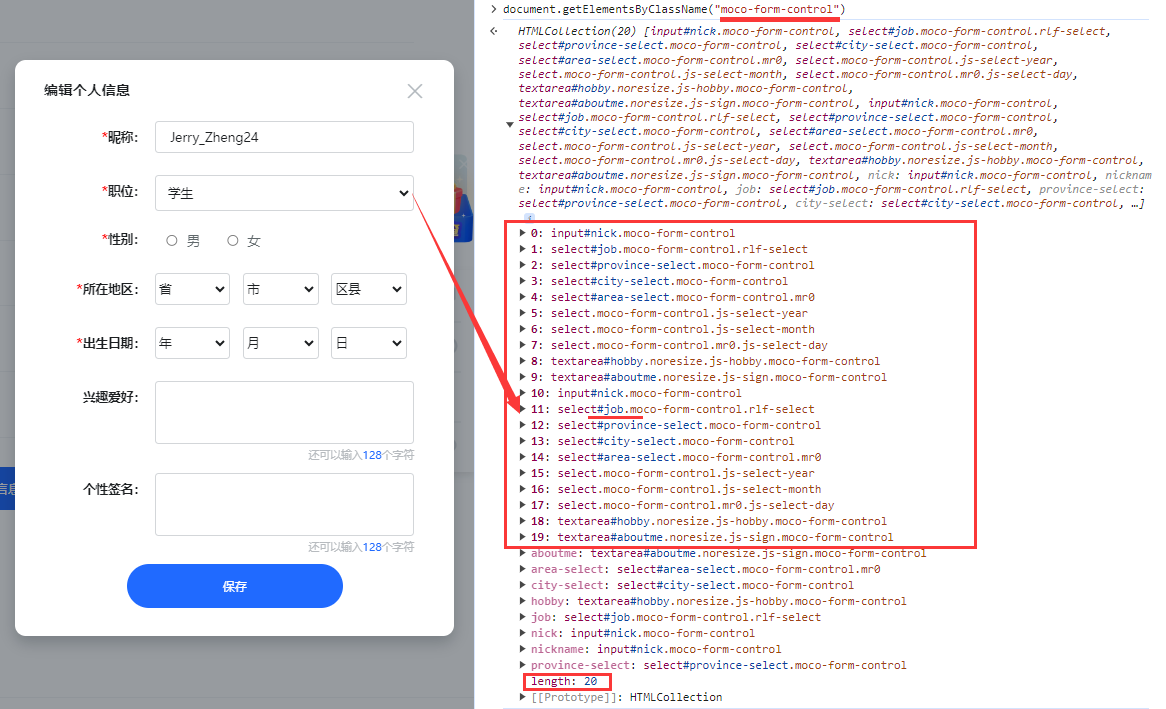 编辑个人信息
*昵称:
Jerry_Zheng24
*职位:
学生
*性别:
男
女
*所在地区:
省
市
区县
*出生日期:
年
月
日
兴趣爱好:
还可以输入128个字符
个性签名:
还可以输入128个字符
保存
document.getElementsByClassName("moco-form-control")
HTMLCollection(20) [input#nick.moco-form-control, select#job.moco-form-control.rlf-select,
select#province-select.moco-form-control, select#city-select.moco-form-control,
select#area-select.moco-form-control.mr0, select.moco-form-control.js-select-year,
select.moco-form-control.js-select-month, select.moco-form-control.mr0.js-select-day,
textarea#hobby.noresize.js-hobby.moco-form-control,
textarea#aboutme.noresize.js-sign.moco-form-control, input#nick.moco-form-control,
select#job.moco-form-control.rlf-select, select#province-select.moco-form-control,
select#city-select.moco-form-control, select#area-select.moco-form-control.mr0,
select.moco-form-control.js-select-year, select.moco-form-control.js-select-month,
select.moco-form-control.mr0.js-select-day, textarea#hobby.noresize.js-hobby.moco-form-control,
textarea#aboutme.noresize.js-sign.moco-form-control, nick: input#nick.moco-form-control, nicknam
e: input#nick.moco-form-control, job: select#job.moco-form-control.rlf-select, province-select:
select#province-select.moco-form-control, city-select: select#city-select.moco-form-control, …]
0: input#nick.moco-form-control
1: select#job.moco-form-control.rlf-select
2: select#province-select.moco-form-control
3: select#city-select.moco-form-control
4: select#area-select.moco-form-control.mr0
5: select.moco-form-control.js-select-year
6: select.moco-form-control.js-select-month
7: select.moco-form-control.mr0.js-select-day
8: textarea#hobby.noresize.js-hobby.moco-form-control
9: textarea#aboutme.noresize.js-sign.moco-form-control
10: input#nick.moco-form-control
11: select#job.moco-form-control.rlf-select
12: select#province-select.moco-form-control
13: select#city-select.moco-form-control
14: select#area-select.moco-form-control.mr0
15: select.moco-form-control.js-select-year
16: select.moco-form-control.js-select-month
17: select.moco-form-control.mr0.js-select-day
18: textarea#hobby.noresize.js-hobby.moco-form-control
19: textarea#aboutme.noresize.js-sign.moco-form-control
aboutme: textarea#aboutme.noresize.js-sign.moco-form-control
area-select: select#area-select.moco-form-control.mr0
city-select: select#city-select.moco-form-control
hobby: textarea#hobby.noresize.js-hobby.moco-form-control
job: select#job.moco-form-control.rlf-select
nick: input#nick.moco-form-control
nickname: input#nick.moco-form-control
province-select: select#province-select.moco-form-control
length: 20
[[Prototype]]: HTMLCollection